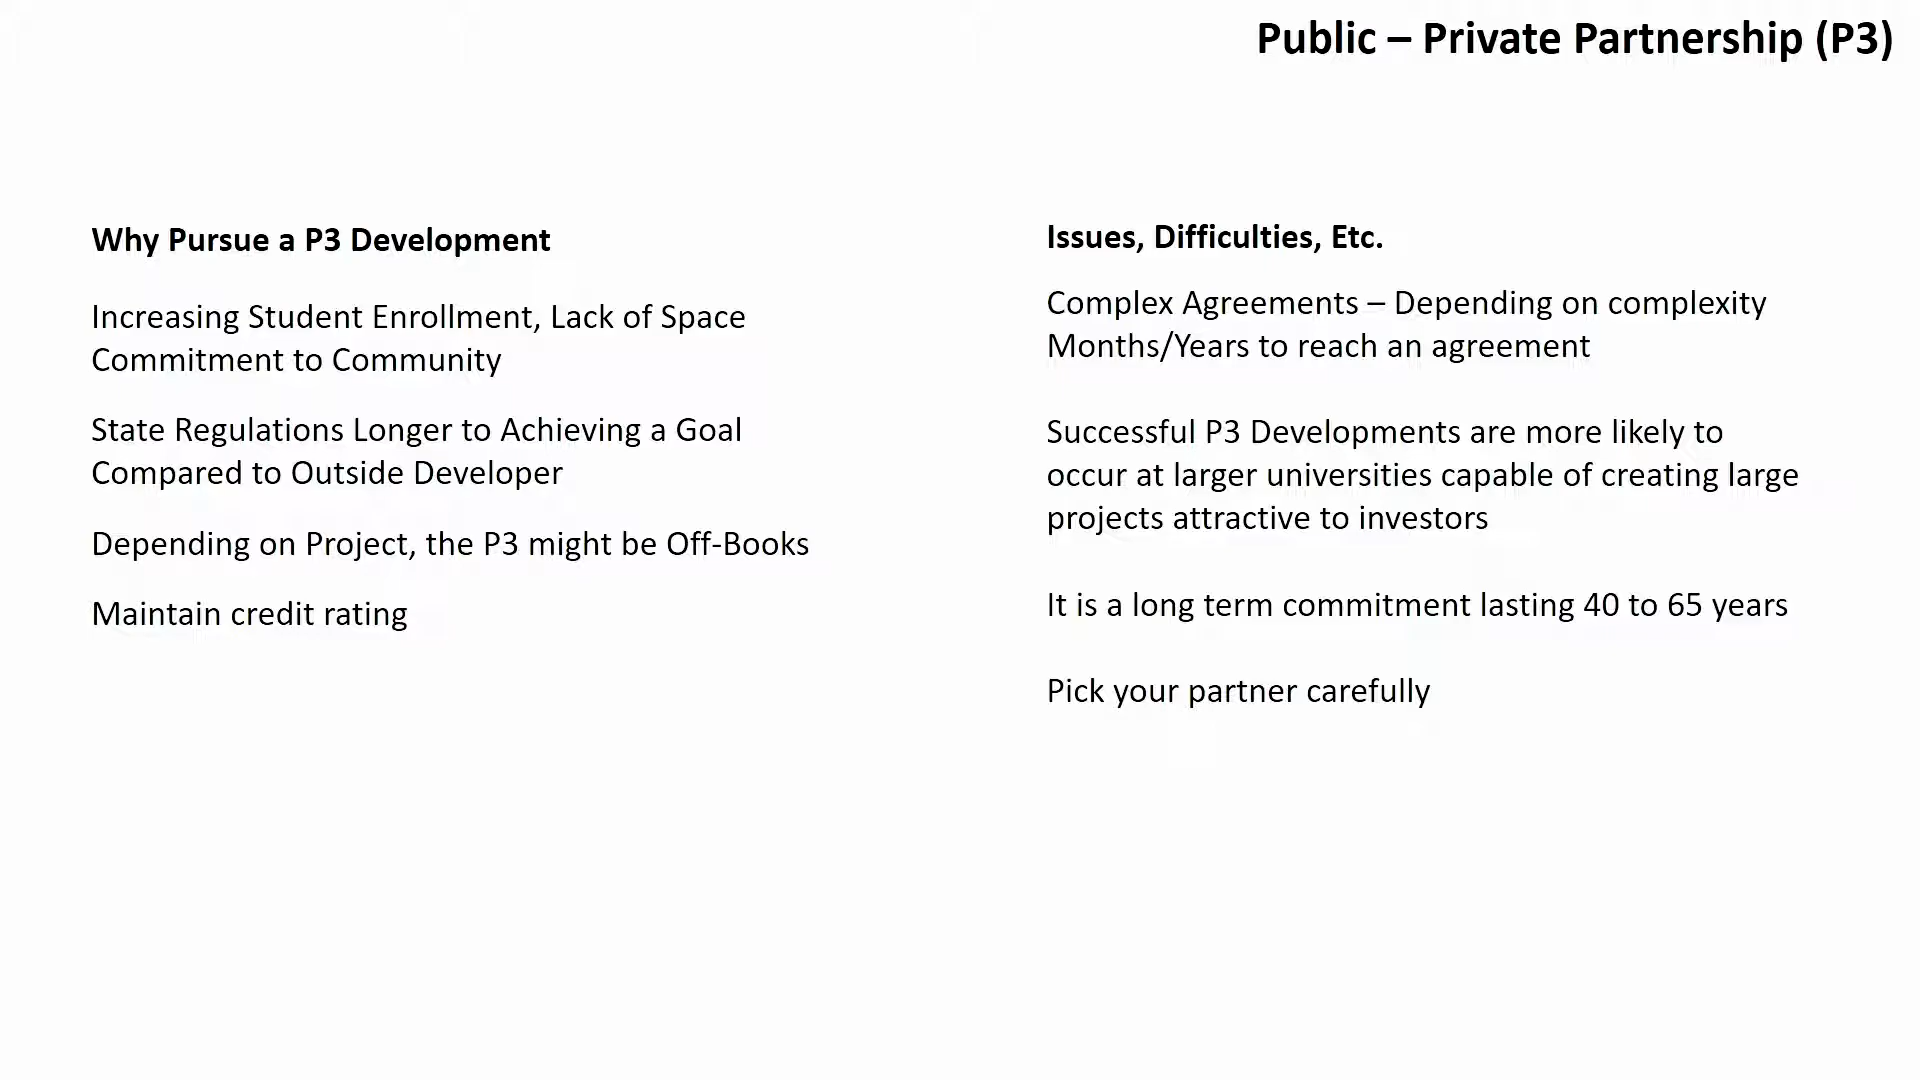 Public – Private Partnership (P3)
Why Pursue a P3 Development
Increasing Student Enrollment, Lack of Space
Commitment to Community
State Regulations Longer to Achieving a Goal
Compared to Outside Developer
Depending on Project, the P3 might be Off-Books
Maintain credit rating
Issues, Difficulties, Etc.
Complex Agreements – Depending on complexity
Months/Years to reach an agreement
Successful P3 Developments are more likely to
occur at larger universities capable of creating large
projects attractive to investors
It is a long term commitment lasting 40 to 65 years
Pick your partner carefully